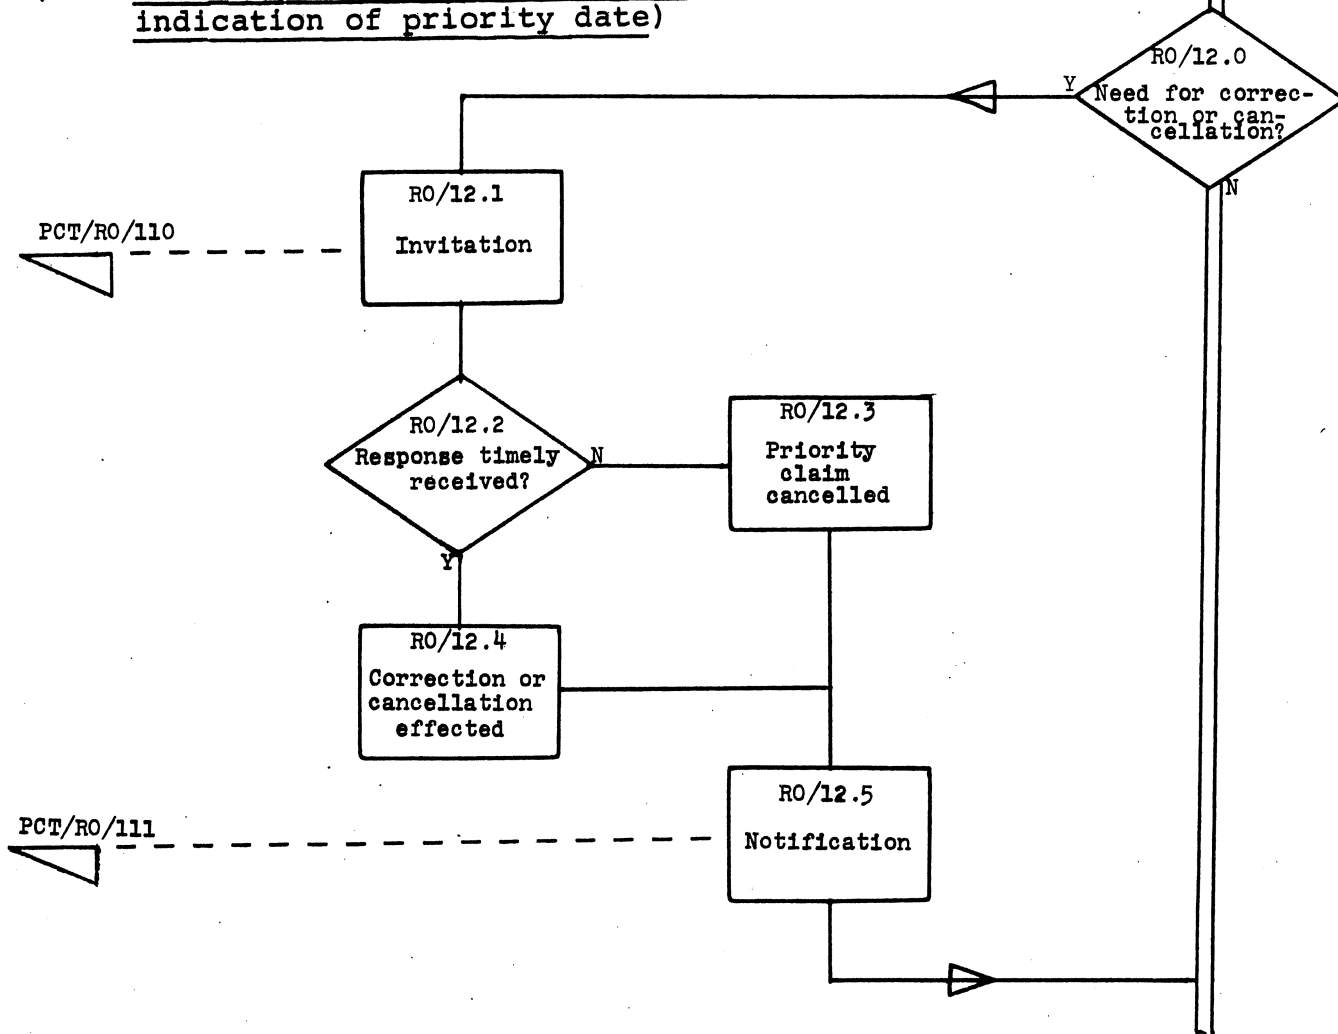 indication of priority date)
RO/12.0
Y
Need for correc-
tion or can-
cellation?
N
RO/12.1
Invitation
PCT/RO/110
RO/12.2
Response timely
received?
N
Y
RO/12.3
Priority
claim
cancelled
RO/12.4
Correction or
cancellation
effected
RO/12.5
Notification
PCT/RO/111